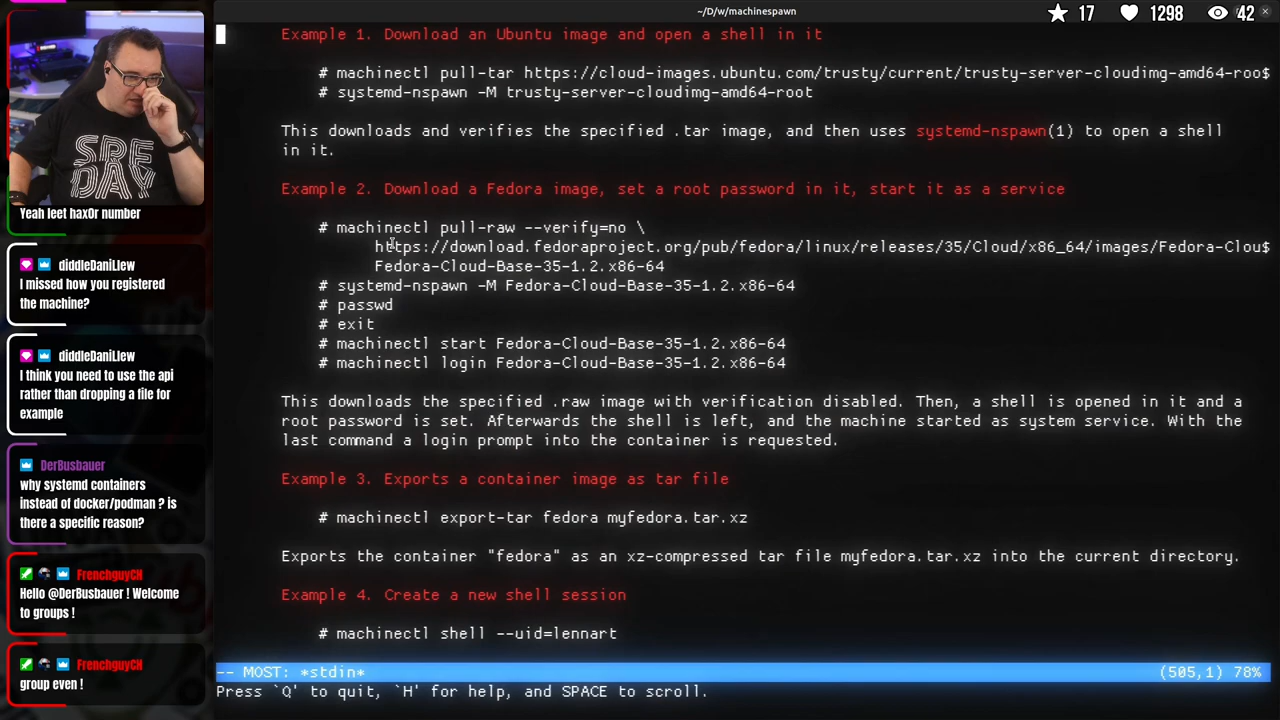 ~/D/w/machinespawn
17
1298
42
SRE
DAY
Yeah leet hax0r number
diddleDaniLlew
I missed how you registered
the machine?
diddleDaniLlew
I think you need to use the api
rather than dropping a file for
example
DerBusbauer
why systemd containers
instead of docker/podman ? is
there a specific reason?
FrenchguyCH
Hello @DerBusbauer ! Welcome
to groups !
FrenchguyCH
group even !
Example 1. Download an Ubuntu image and open a shell in it
# machinectl pull-tar https://cloud-images.ubuntu.com/trusty/current/trusty-server-cloudimg-amd64-roo$
# systemd-nspawn -M trusty-server-cloudimg-amd64-root
This downloads and verifies the specified .tar image, and then uses systemd-nspawn(1) to open a shell
in it.
Example 2. Download a Fedora image, set a root password in it, start it as a service
# machinectl pull-raw --verify=no \
https://download.fedoraproject.org/pub/fedora/linux/releases/35/Cloud/x86_64/images/Fedora-Clou$
Fedora-Cloud-Base-35-1.2.x86-64
# systemd-nspawn -M Fedora-Cloud-Base-35-1.2.x86-64
# passwd
# exit
# machinectl start Fedora-Cloud-Base-35-1.2.x86-64
# machinectl login Fedora-Cloud-Base-35-1.2.x86-64
This downloads the specified .raw image with verification disabled. Then, a shell is opened in it and a
root password is set. Afterwards the shell is left, and the machine started as system service. With the
last command a login prompt into the container is requested.
Example 3. Exports a container image as tar file
# machinectl export-tar fedora myfedora.tar.xz
Exports the container "fedora" as an xz-compressed tar file myfedora.tar.xz into the current directory.
Example 4. Create a new shell session
# machinectl shell --uid=lennart
-- MOST: *stdin* (505,1) 78%
Press `Q' to quit, `H' for help, and SPACE to scroll.